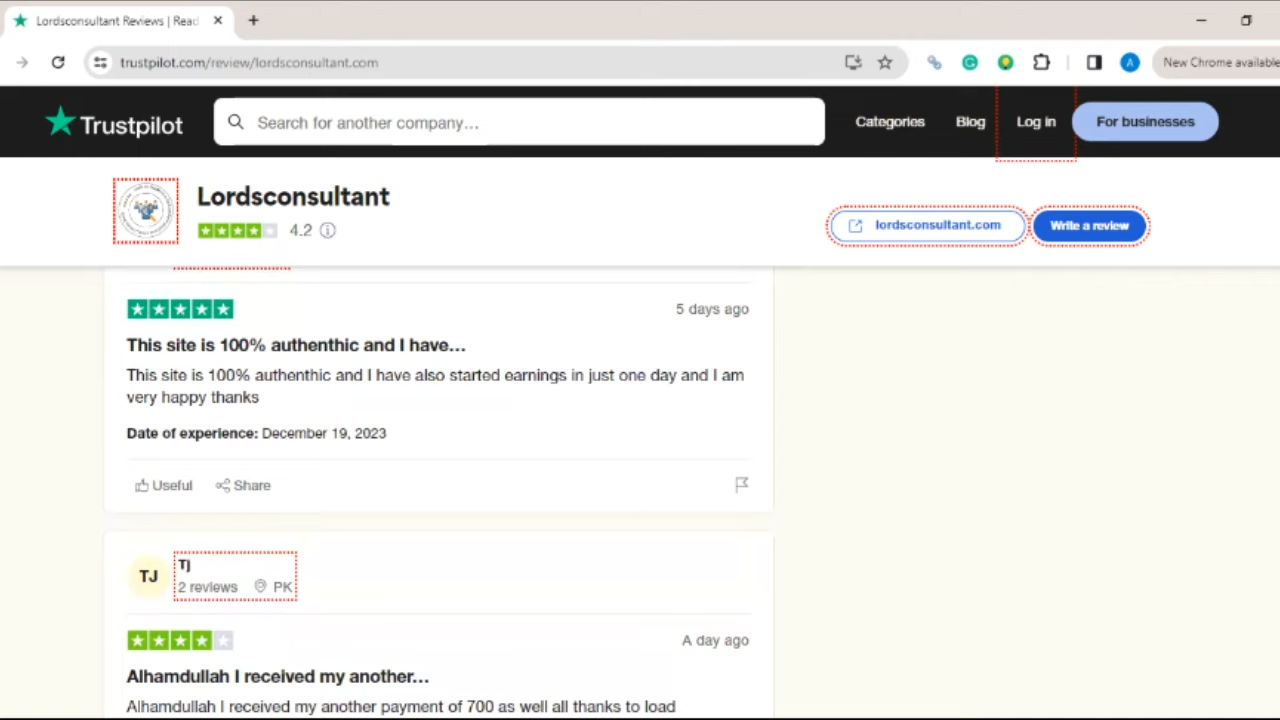 Lordsconsultant Reviews | Read
trustpilot.com/review/lordsconsultant.com
A
New Chrome available
Trustpilot
Search for another company...
Categories
Blog
Log in
For businesses
Lordsconsultant
4.2
lordsconsultant.com
Write a review
5 days ago
This site is 100% authenthic and I have...
This site is 100% authenthic and I have also started earnings in just one day and I am
very happy thanks
Date of experience: December 19, 2023
Useful
Share
TJ
Tj
2 reviews
PK
A day ago
Alhamdullah I received my another...
Alhamdullah I received my another payment of 700 as well all thanks to load